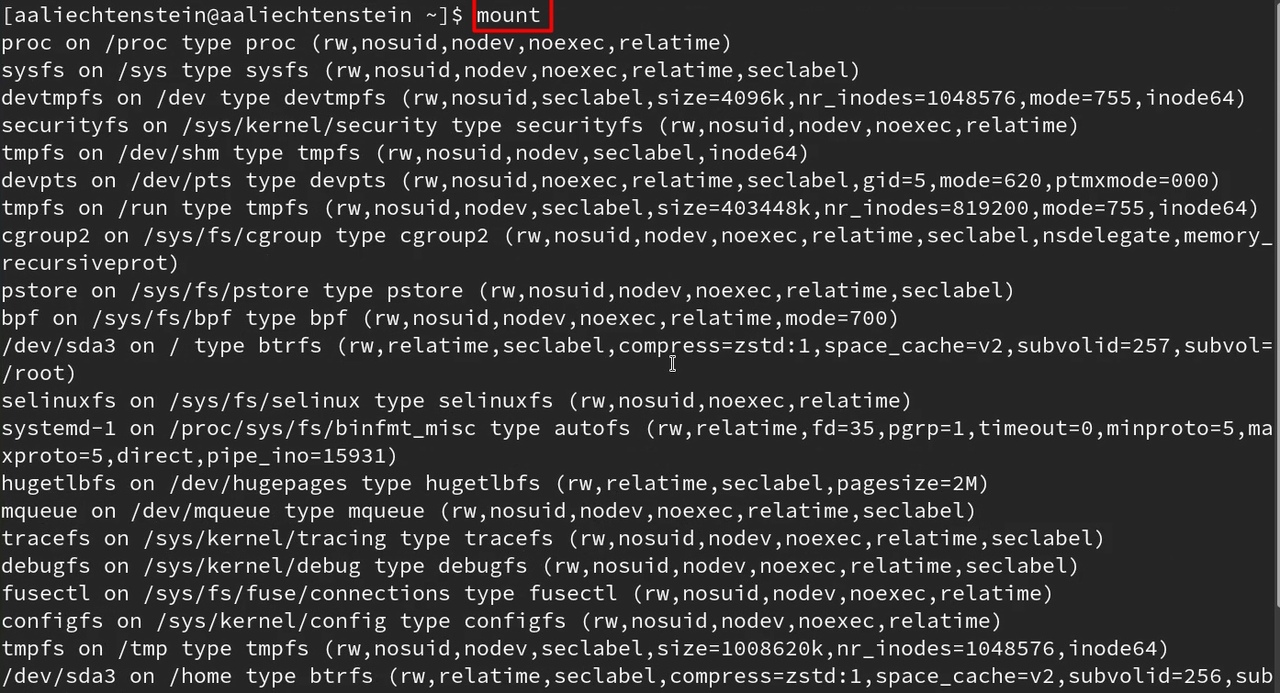 [aaliechtenstein@aaliechtenstein ~]$ mount
proc on /proc type proc (rw,nosuid,nodev,noexec,relatime)
sysfs on /sys type sysfs (rw,nosuid,nodev,noexec,relatime,seclabel)
devtmpfs on /dev type devtmpfs (rw,nosuid,seclabel,size=4096k,nr_inodes=1048576,mode=755,inode64)
securityfs on /sys/kernel/security type securityfs (rw,nosuid,nodev,noexec,relatime)
tmpfs on /dev/shm type tmpfs (rw,nosuid,nodev,seclabel,inode64)
devpts on /dev/pts type devpts (rw,nosuid,noexec,relatime,seclabel,gid=5,mode=620,ptmxmode=000)
tmpfs on /run type tmpfs (rw,nosuid,nodev,seclabel,size=403448k,nr_inodes=819200,mode=755,inode64)
cgroup2 on /sys/fs/cgroup type cgroup2 (rw,nosuid,nodev,noexec,relatime,seclabel,nsdelegate,memory_
recursiveprot)
pstore on /sys/fs/pstore type pstore (rw,nosuid,nodev,noexec,relatime,seclabel)
bpf on /sys/fs/bpf type bpf (rw,nosuid,nodev,noexec,relatime,mode=700)
/dev/sda3 on / type btrfs (rw,relatime,seclabel,compress=zstd:1,space_cache=v2,subvolid=257,subvol=
/root)
selinuxfs on /sys/fs/selinux type selinuxfs (rw,nosuid,noexec,relatime)
systemd-1 on /proc/sys/fs/binfmt_misc type autofs (rw,relatime,fd=35,pgrp=1,timeout=0,minproto=5,ma
xproto=5,direct,pipe_ino=15931)
hugetlbfs on /dev/hugepages type hugetlbfs (rw,relatime,seclabel,pagesize=2M)
mqueue on /dev/mqueue type mqueue (rw,nosuid,nodev,noexec,relatime,seclabel)
tracefs on /sys/kernel/tracing type tracefs (rw,nosuid,nodev,noexec,relatime,seclabel)
debugfs on /sys/kernel/debug type debugfs (rw,nosuid,nodev,noexec,relatime,seclabel)
fusectl on /sys/fs/fuse/connections type fusectl (rw,nosuid,nodev,noexec,relatime)
configfs on /sys/kernel/config type configfs (rw,nosuid,nodev,noexec,relatime)
tmpfs on /tmp type tmpfs (rw,nosuid,nodev,seclabel,size=1008620k,nr_inodes=1048576,inode64)
/dev/sda3 on /home type btrfs (rw,relatime,seclabel,compress=zstd:1,space_cache=v2,subvolid=256,sub